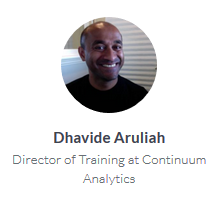 Dhavide Aruliah
Director of Training at Continuum
Analytics